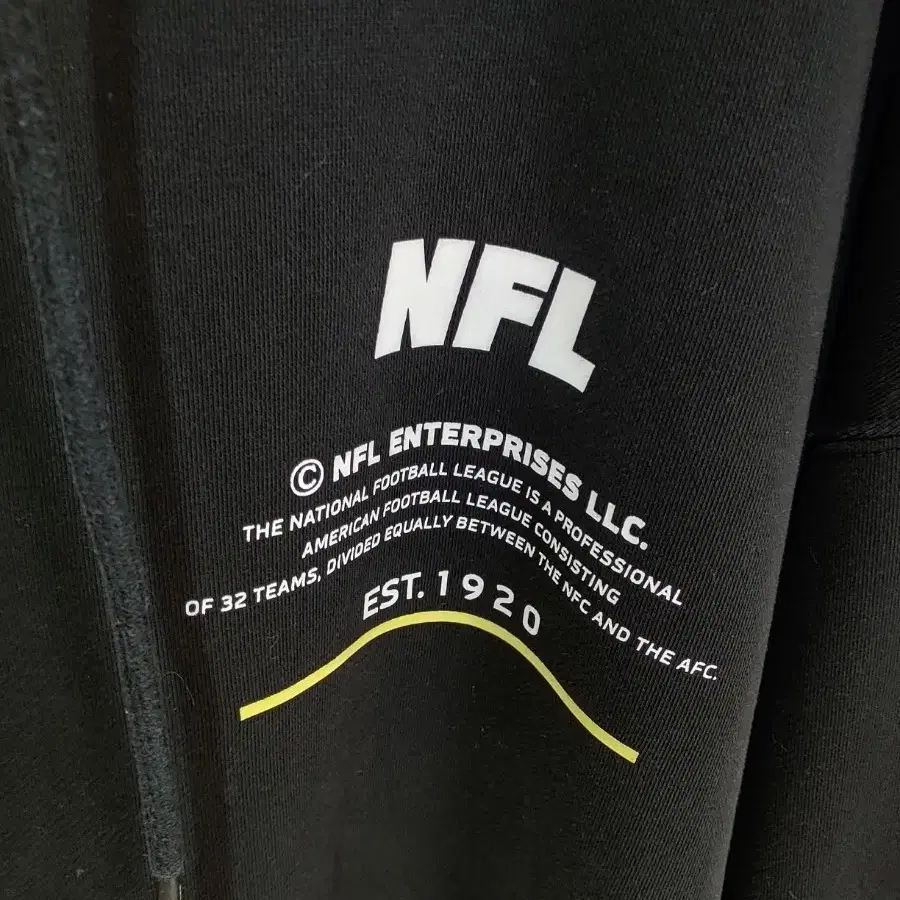 NFL
© NFL ENTERPRISES LLC.
THE NATIONAL FOOTBALL LEAGUE IS A PROFESSIONAL
AMERICAN FOOTBALL LEAGUE CONSISTING
OF 32 TEAMS, DIVIDED EQUALLY BETWEEN THE NFC AND THE AFC.
EST. 1920